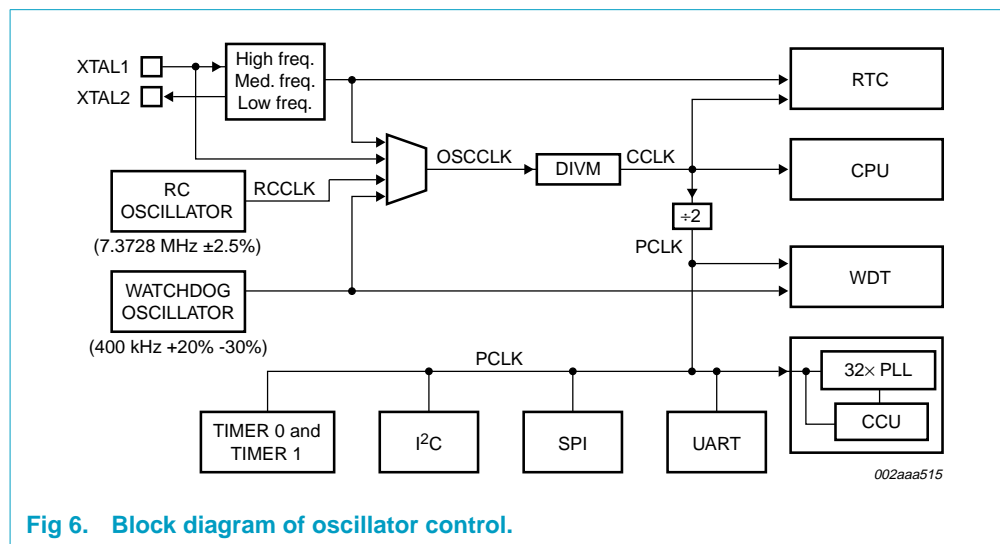 XTAL1
XTAL2
High freq.
Med. freq.
Low freq.
RTC
OSCCLK
DIVM
CCLK
CPU
RC
OSCILLATOR
RCCLK
(7.3728 MHz ±2.5%)
÷2
PCLK
WATCHDOG
OSCILLATOR
WDT
(400 kHz +20% -30%)
PCLK
32× PLL
CCU
TIMER 0 and
TIMER 1
I²C
SPI
UART
002aaa515
Fig 6. Block diagram of oscillator control.